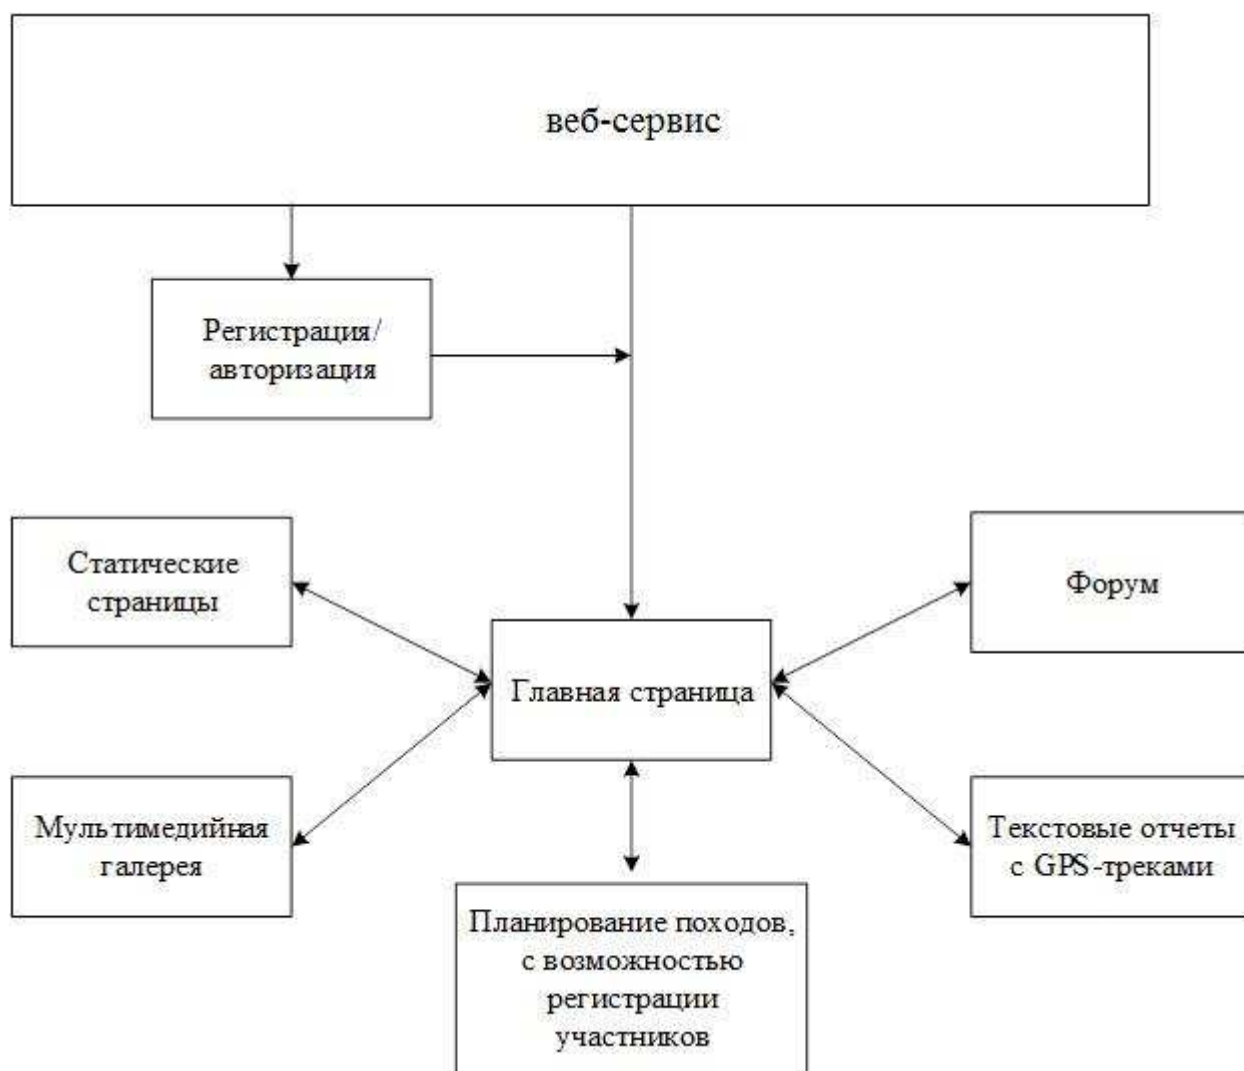 веб-сервис
Регистрация/
авторизация
Статические
страницы
Форум
Главная страница
Мультимедийная
галерея
Текстовые отчеты
с GPS-треками
Планирование походов,
с возможностью
регистрации
участников